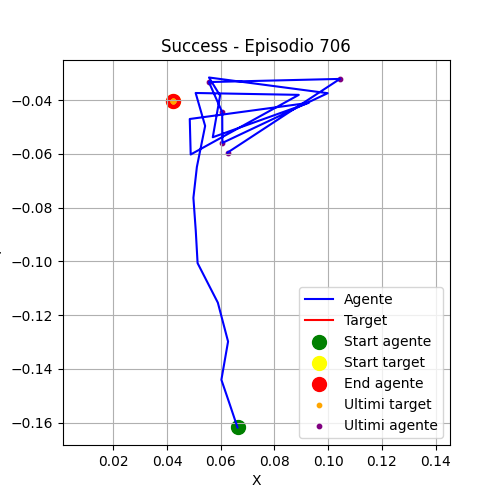 Success - Episodio 706
−0.04
−0.06
−0.08
−0.10
−0.12
−0.14
−0.16
Agente
Target
Start agente
Start target
End agente
Ultimi target
Ultimi agente
0.02 0.04 0.06 0.08 0.10 0.12 0.14
X